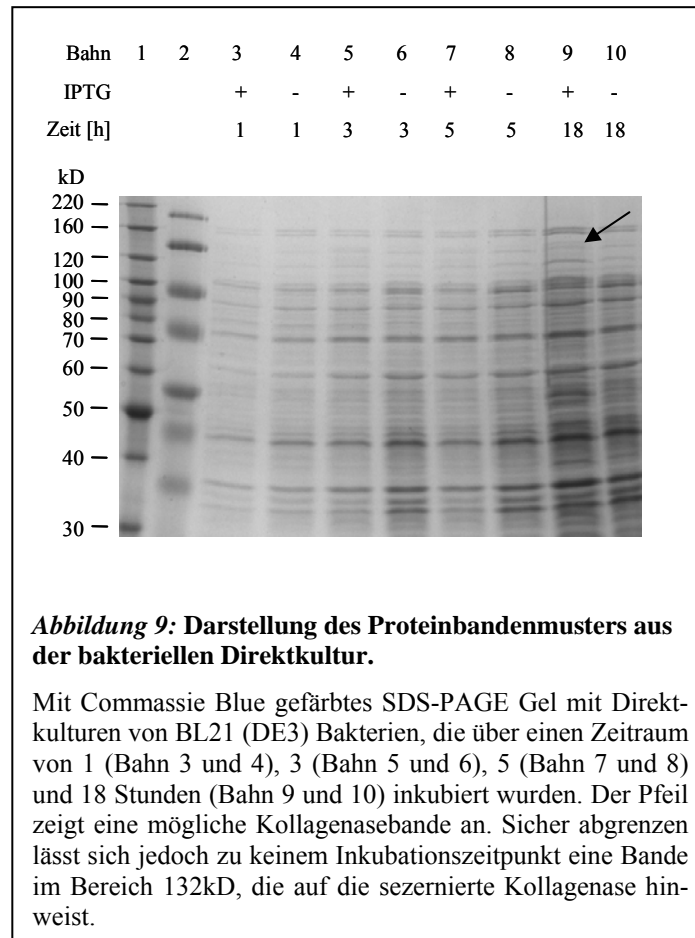 Bahn 1 2 3 4 5 6 7 8 9 10
IPTG + - + - + - + -
Zeit [h] 1 1 3 3 5 5 18 18
kD
220
160
120
100
90
80
70
60
50
40
30
Abbildung 9: Darstellung des Proteinbandenmusters aus
der bakteriellen Direktkultur.
Mit Commassie Blue gefärbtes SDS-PAGE Gel mit Direkt-
kulturen von BL21 (DE3) Bakterien, die über einen Zeitraum
von 1 (Bahn 3 und 4), 3 (Bahn 5 und 6), 5 (Bahn 7 und 8)
und 18 Stunden (Bahn 9 und 10) inkubiert wurden. Der Pfeil
zeigt eine mögliche Kollagenasebande an. Sicher abgrenzen
lässt sich jedoch zu keinem Inkubationszeitpunkt eine Bande
im Bereich 132kD, die auf die sezernierte Kollagenase hin-
weist.